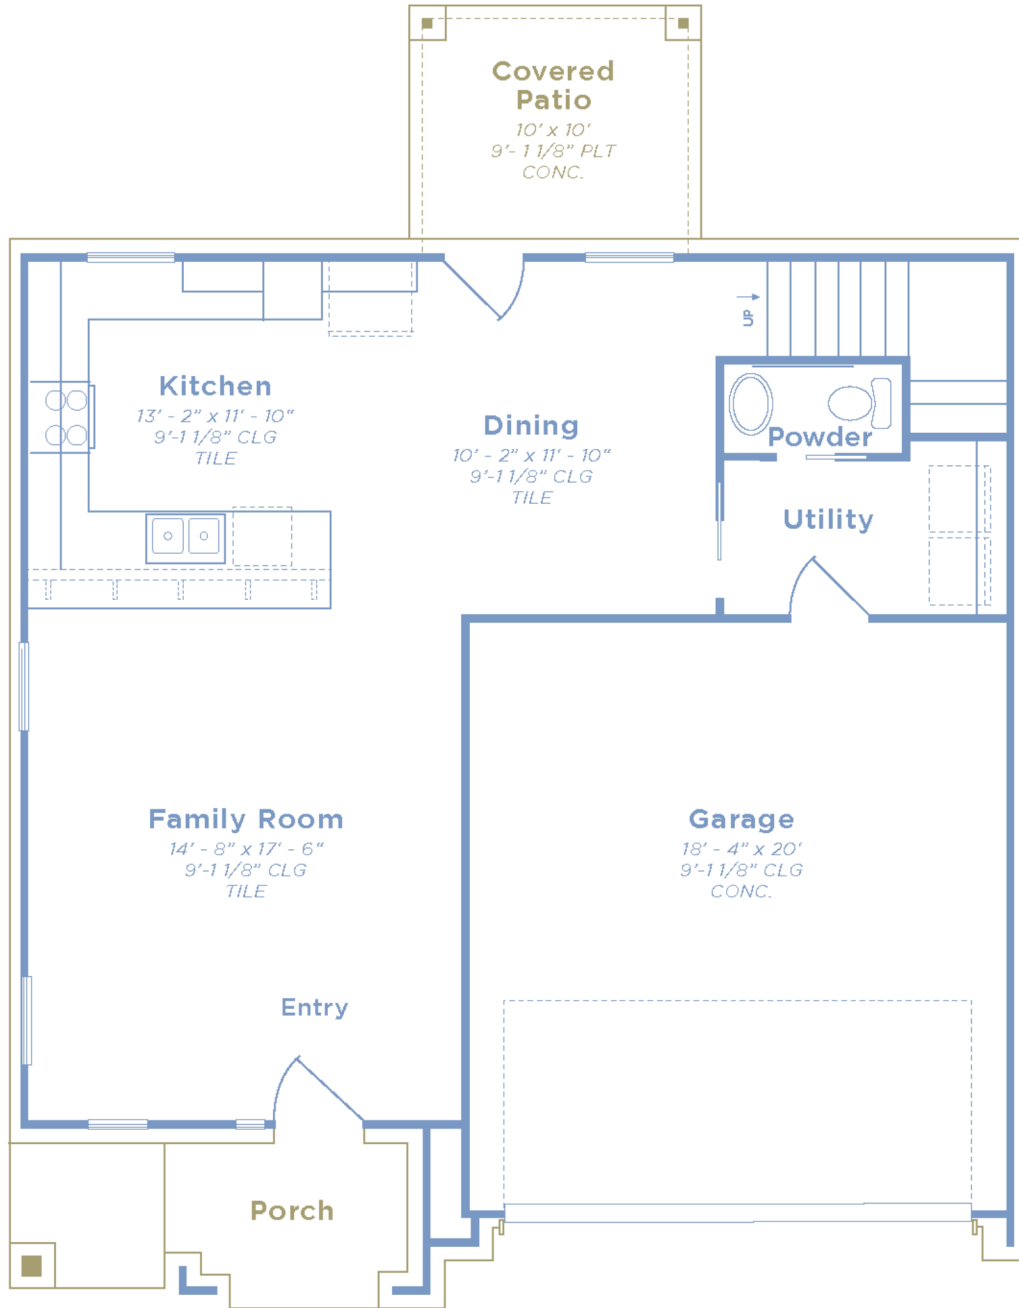 Covered
Patio
10' x 10'
9'- 1 1/8" PLT
CONC.
UP
Kitchen
13' - 2" x 11' - 10"
9'-1 1/8" CLG
TILE
Dining
10' - 2" x 11' - 10"
9'-1 1/8" CLG
TILE
Powder
Utility
Family Room
14' - 8" x 17' - 6"
9'-1 1/8" CLG
TILE
Garage
18' - 4" x 20'
9'-1 1/8" CLG
CONC.
Entry
Porch